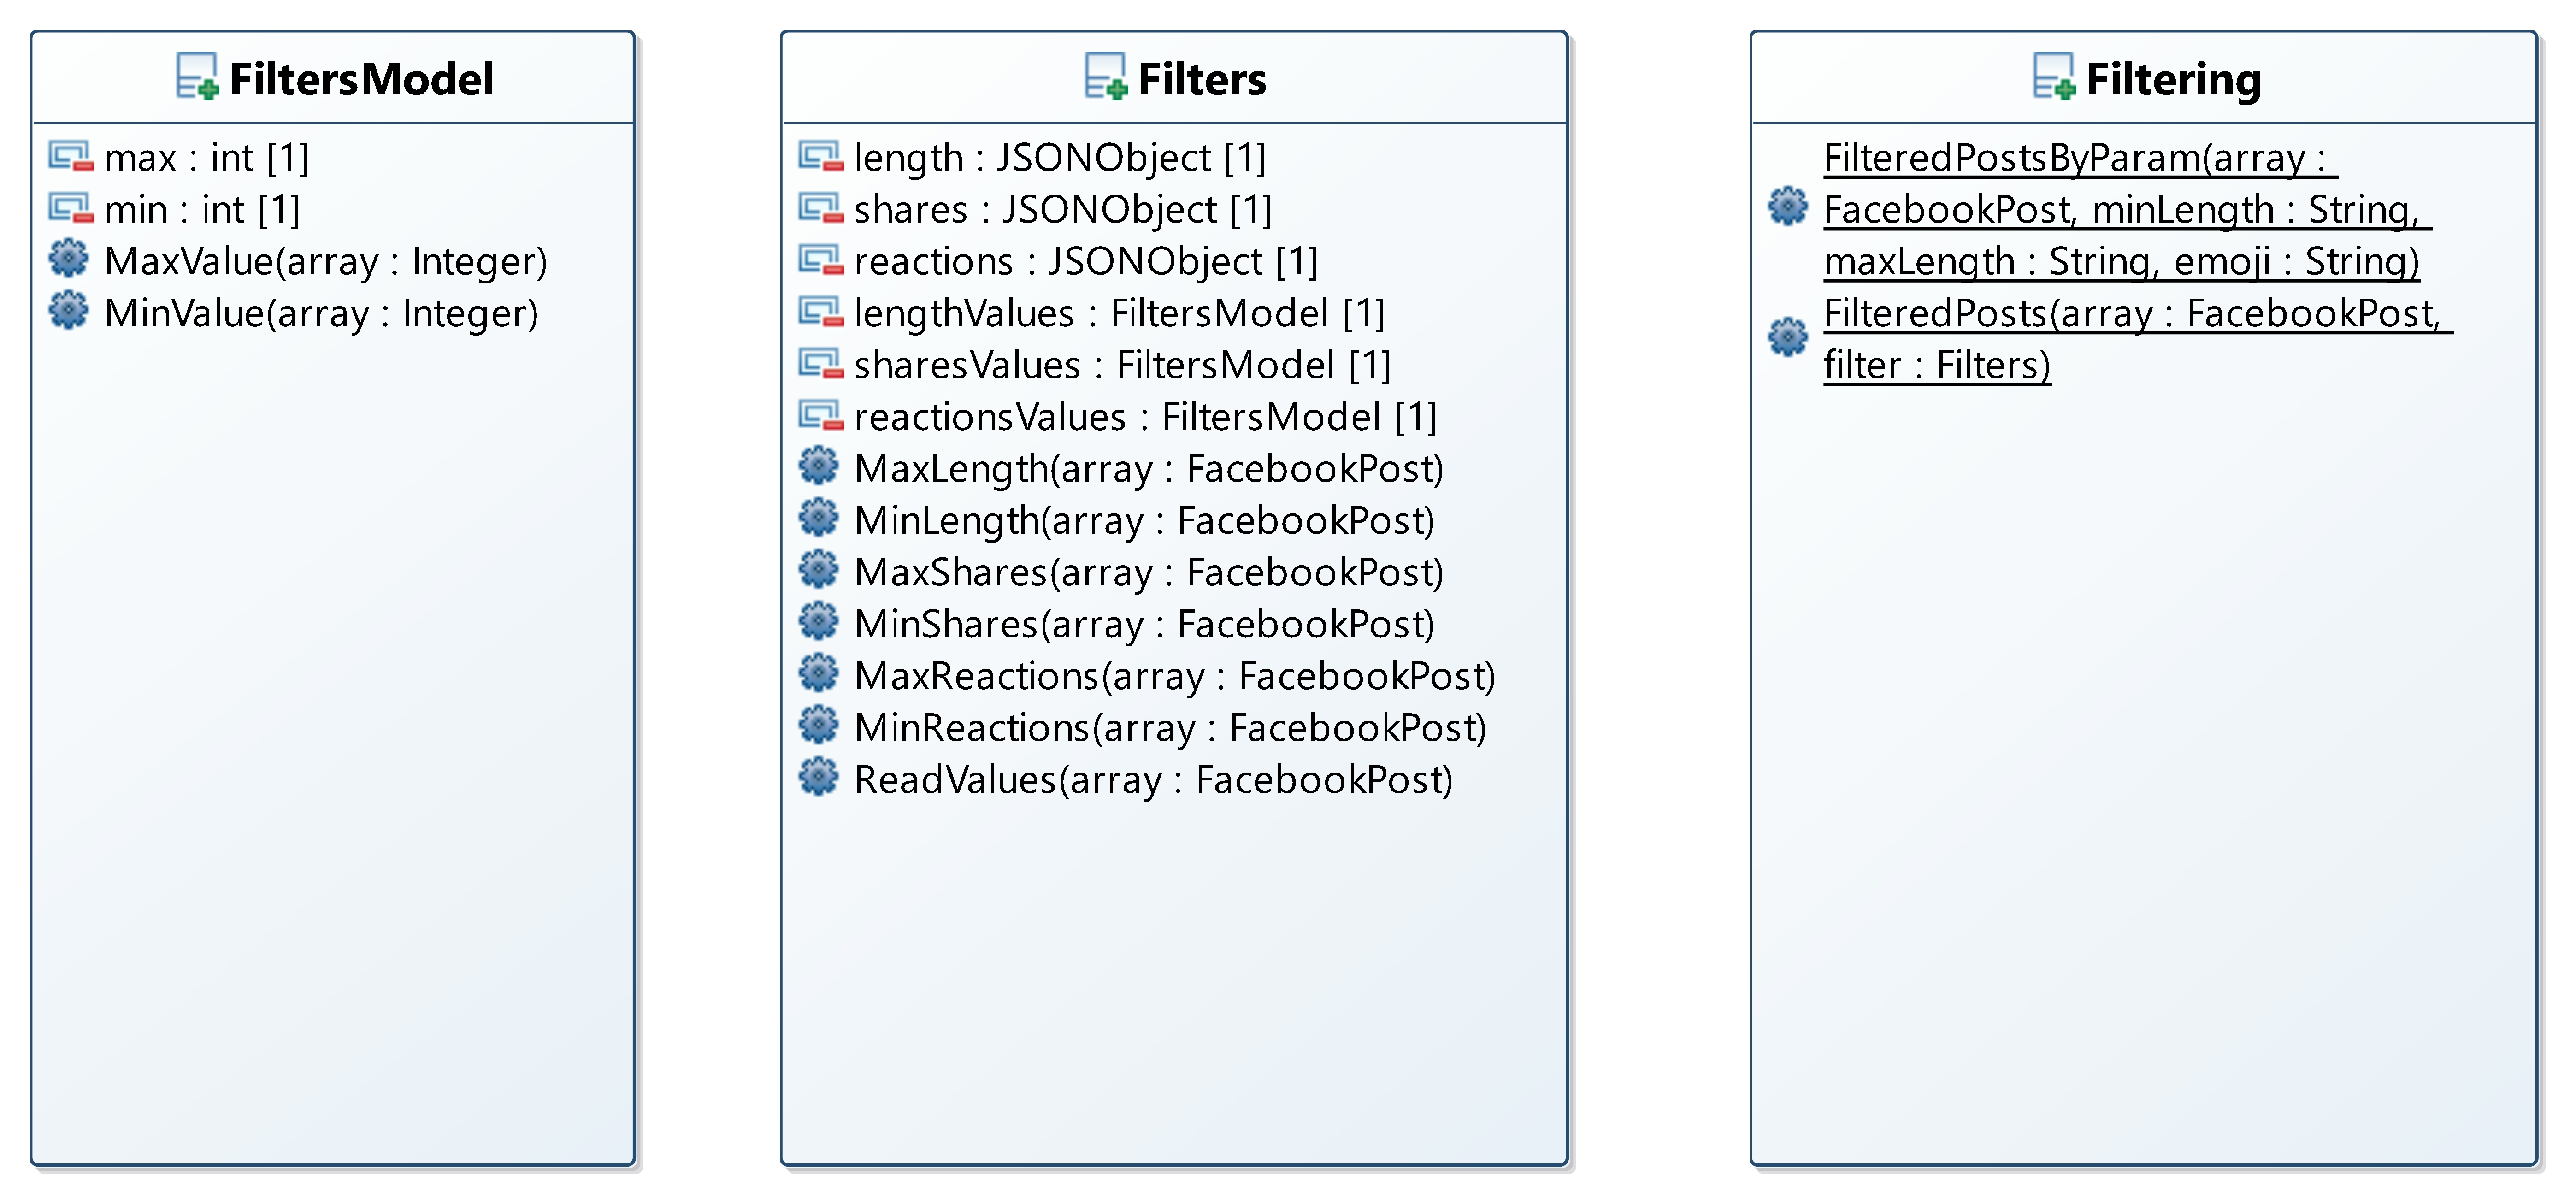 FiltersModel
max : int [1]
min : int [1]
MaxValue(array : Integer)
MinValue(array : Integer)
Filters
length : JSONObject [1]
shares : JSONObject [1]
reactions : JSONObject [1]
lengthValues : FiltersModel [1]
sharesValues : FiltersModel [1]
reactionsValues : FiltersModel [1]
MaxLength(array : FacebookPost)
MinLength(array : FacebookPost)
MaxShares(array : FacebookPost)
MinShares(array : FacebookPost)
MaxReactions(array : FacebookPost)
MinReactions(array : FacebookPost)
ReadValues(array : FacebookPost)
Filtering
FilteredPostsByParam(array :
FacebookPost, minLength : String,
maxLength : String, emoji : String)
FilteredPosts(array : FacebookPost,
filter : Filters)